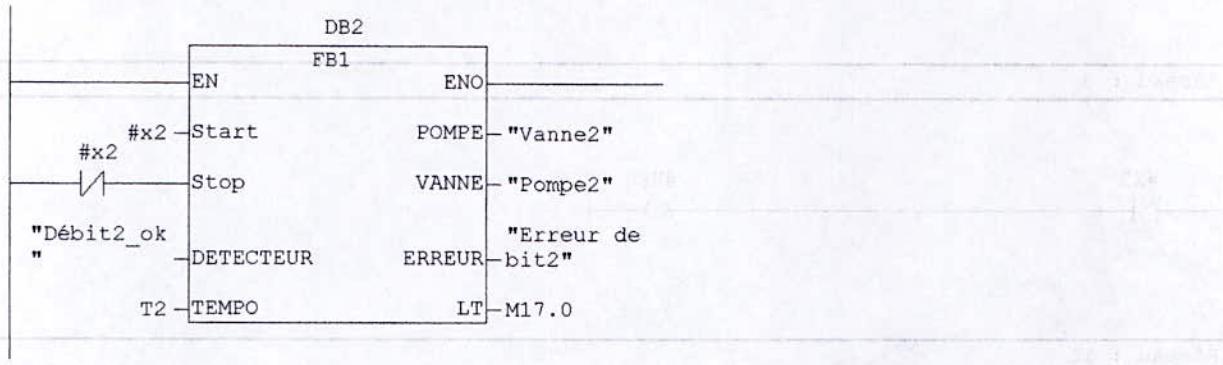 DB2
FB1
EN ENO
#x2 Start POMPE "Vanne2"
#x2
Stop VANNE "Pompe2"
"Débit2_ok "Erreur de
" DETECTEUR ERREUR bit2"
T2 TEMPO LT M17.0